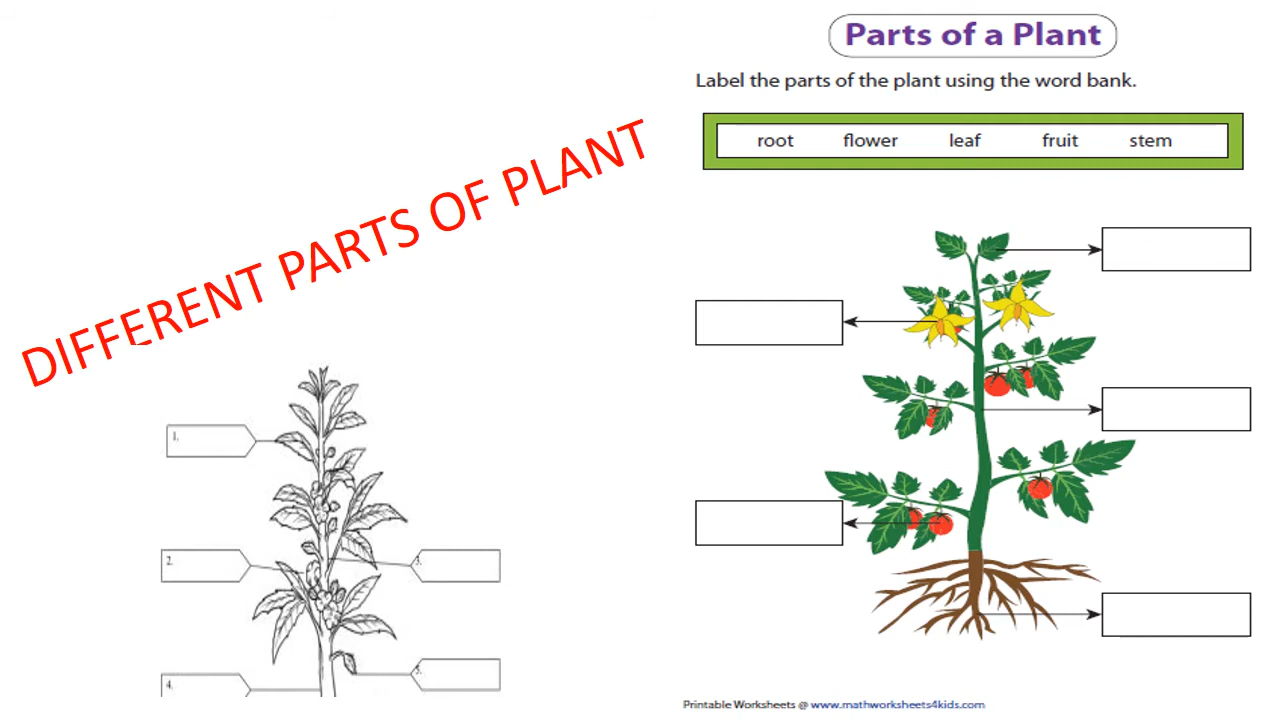 DIFFERENT PARTS OF PLANT
1.
2.
3.
4.
5.
Parts of a Plant
Label the parts of the plant using the word bank.
root flower leaf fruit stem
Printable Worksheets @ www.mathworksheets4kids.com